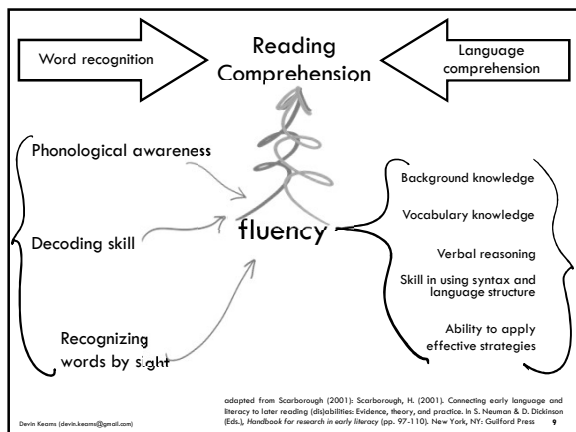 Word recognition
Reading
Comprehension
Language
comprehension
Phonological awareness
Decoding skill
Recognizing
words by sight
fluency
Background knowledge
Vocabulary knowledge
Verbal reasoning
Skill in using syntax and
language structure
Ability to apply
effective strategies
adapted from Scarborough (2001): Scarborough, H. (2001). Connecting early language and
literacy to later reading (dis)abilities: Evidence, theory, and practice. In S. Neuman & D. Dickinson
(Eds.), Handbook for research in early literacy (pp. 97-110). New York, NY: Guilford Press
9
Devin Kearns (devin.kearns@gmail.com)